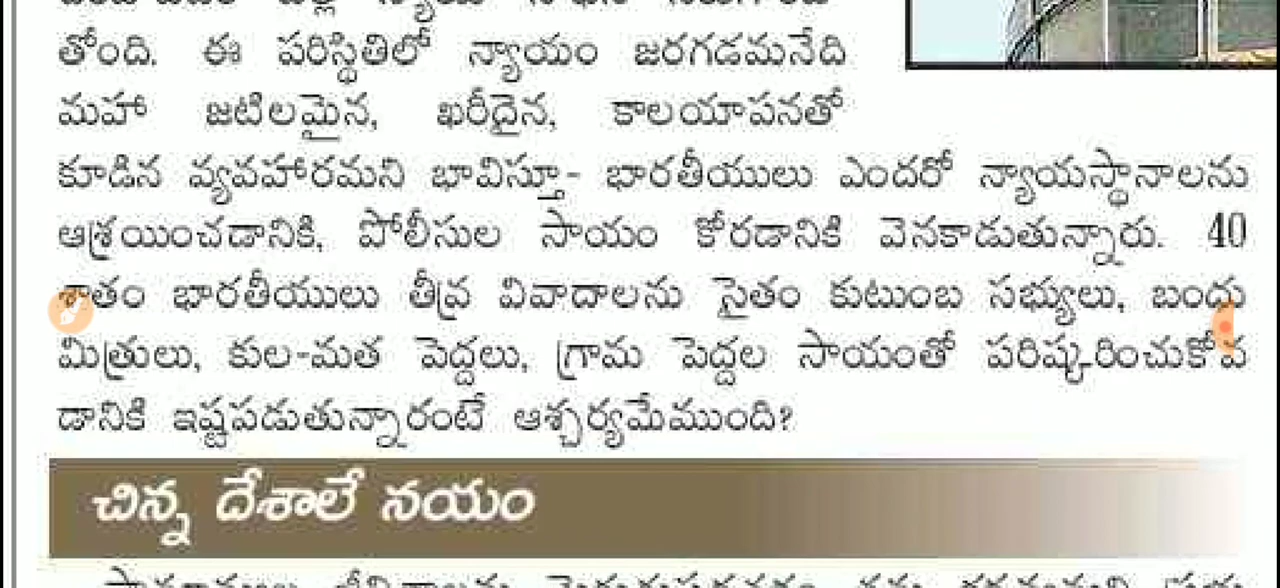 తోంది. ఈ పరిస్థితిలో న్యాయం జరగడమనేది
మహా జటిలమైన, ఖరీదైన, కాలయాపనతో
కూడిన వ్యవహారమని భావిస్తూ- భారతీయులు ఎందరో న్యాయస్థానాలను
ఆశ్రయించడానికి, పోలీసుల సాయం కోరడానికి వెనకాడుతున్నారు. 40
శాతం భారతీయులు తీవ్ర వివాదాలను సైతం కుటుంబ సభ్యులు, బంధు
మిత్రులు, కుల-మత పెద్దలు, గ్రామ పెద్దల సాయంతో పరిష్కరించుకోవ
డానికి ఇష్టపడుతున్నారంటే ఆశ్చర్యమేముంది?
చిన్న దేశాలే నయం